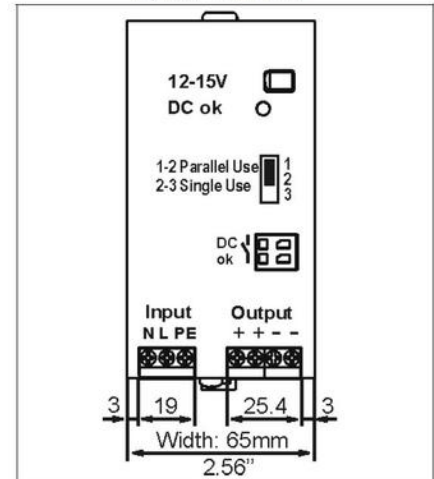 12-15V
DC ok
1-2 Parallel Use 1
2-3 Single Use 2
3
DC
ok
Input Output
N L PE + + - -
3 19 25.4 3
Width: 65mm
2.56”